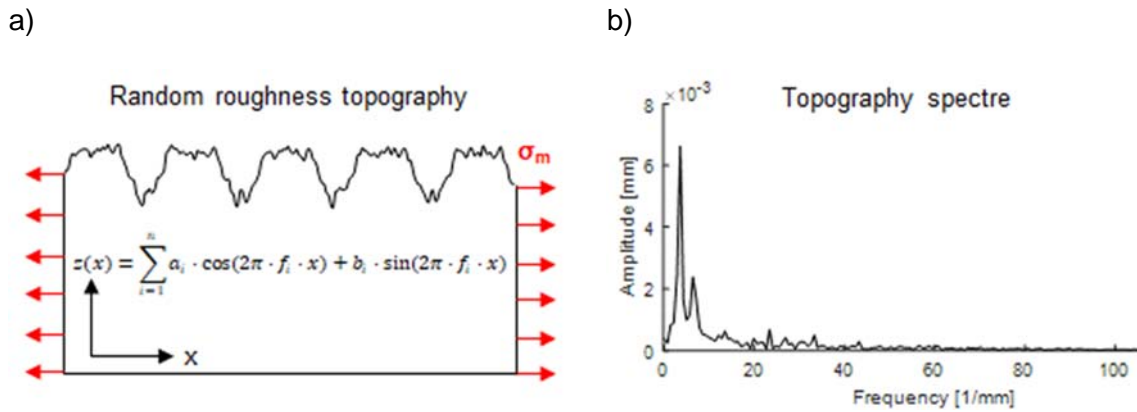 a)
b)
Random roughness topography
σm
z(x) = ∑ i=1 n ai · cos(2π · fi · x) + bi · sin(2π · fi · x)
x
×10-3
Topography spectre
8
6
4
2
0
Amplitude [mm]
0 20 40 60 80 100
Frequency [1/mm]